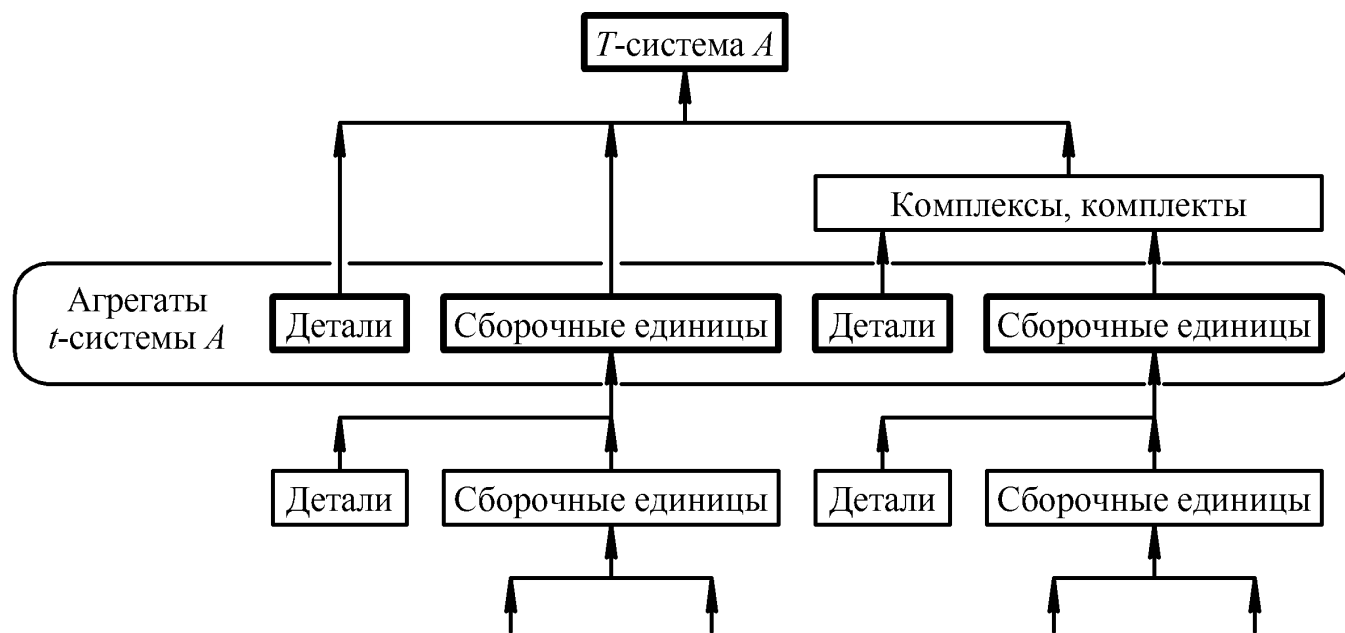 T-система A
Комплексы, комплекты
Агрегаты
t-системы A
Детали
Сборочные единицы
Детали
Сборочные единицы
Детали
Сборочные единицы
Детали
Сборочные единицы